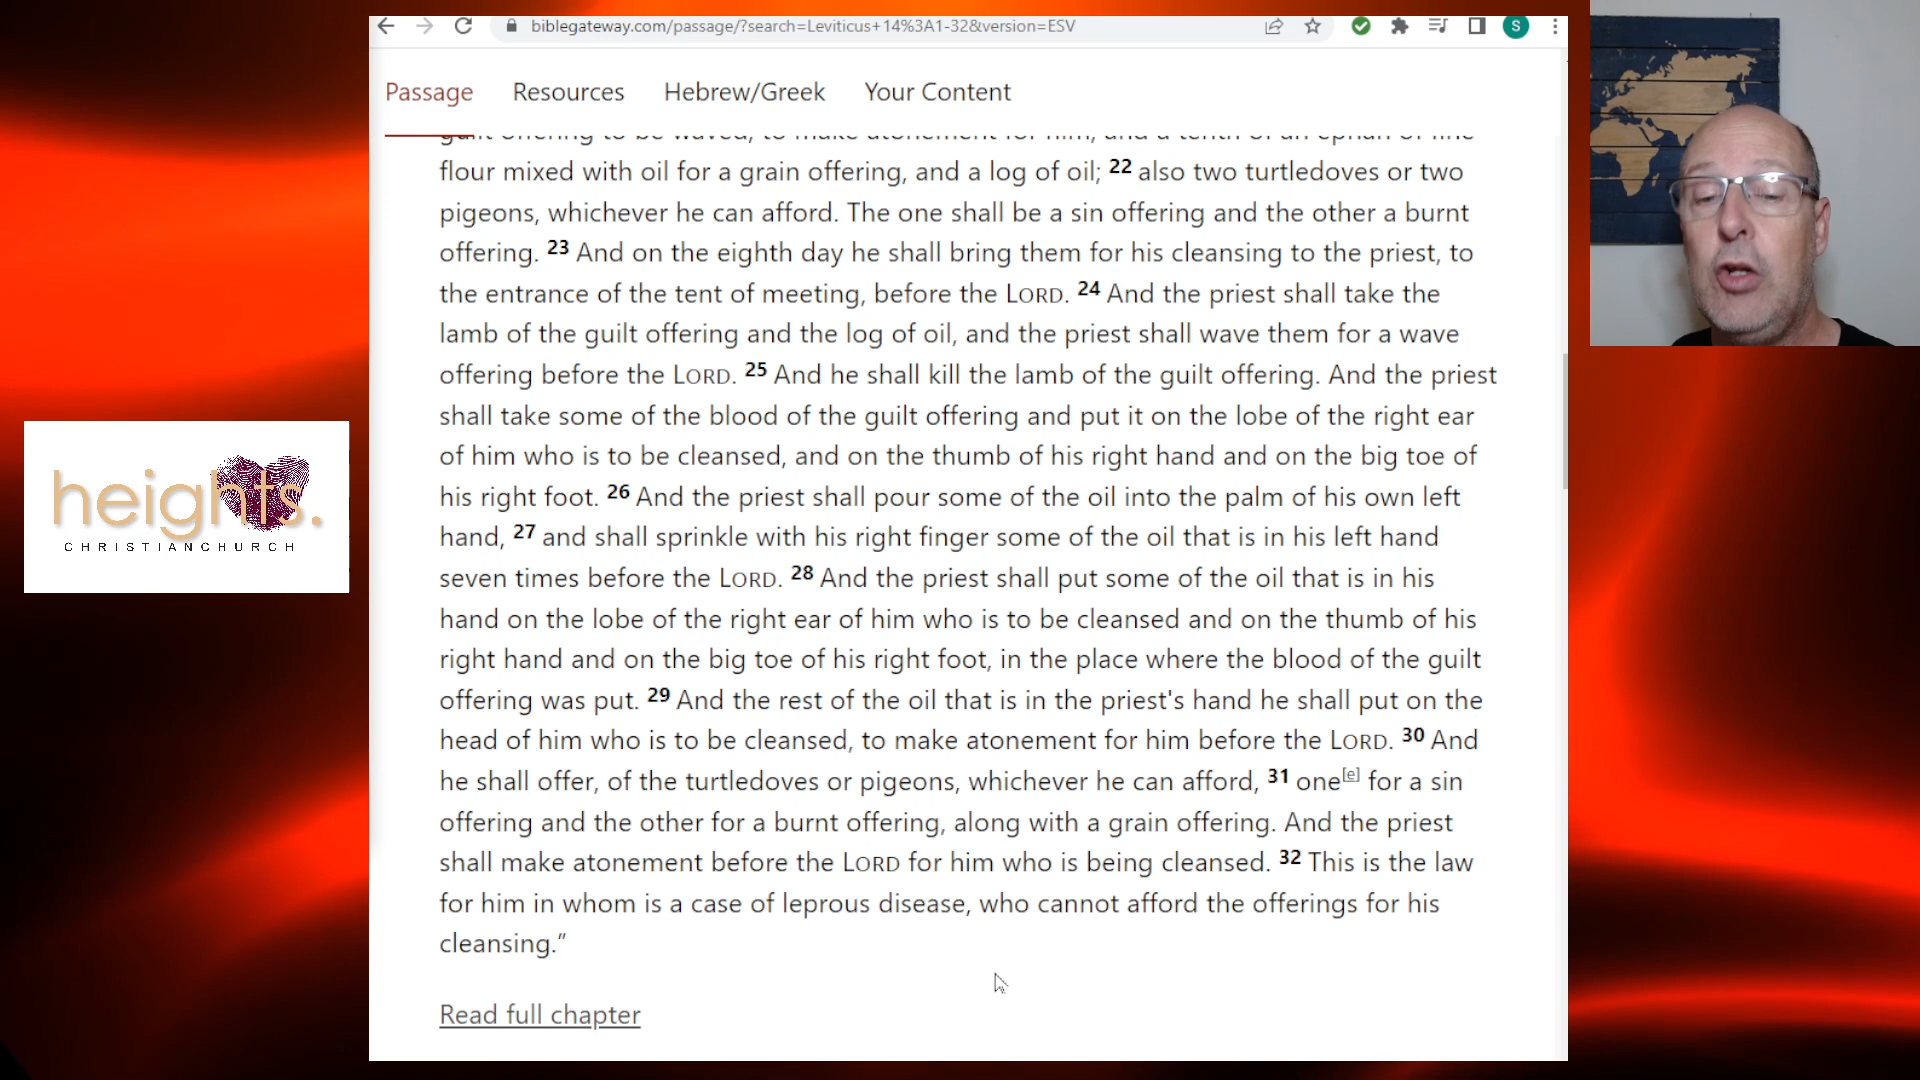 biblegateway.com/passage/?search=Leviticus+14%3A1-32&version=ESV
S
Passage Resources Hebrew/Greek Your Content
guilt offering to be waved, to make atonement for him, and a tenth of an ephah of fine
flour mixed with oil for a grain offering, and a log of oil; 22 also two turtledoves or two
pigeons, whichever he can afford. The one shall be a sin offering and the other a burnt
offering. 23 And on the eighth day he shall bring them for his cleansing to the priest, to
the entrance of the tent of meeting, before the LORD. 24 And the priest shall take the
lamb of the guilt offering and the log of oil, and the priest shall wave them for a wave
offering before the LORD. 25 And he shall kill the lamb of the guilt offering. And the priest
shall take some of the blood of the guilt offering and put it on the lobe of the right ear
of him who is to be cleansed, and on the thumb of his right hand and on the big toe of
his right foot. 26 And the priest shall pour some of the oil into the palm of his own left
hand, 27 and shall sprinkle with his right finger some of the oil that is in his left hand
seven times before the LORD. 28 And the priest shall put some of the oil that is in his
hand on the lobe of the right ear of him who is to be cleansed and on the thumb of his
right hand and on the big toe of his right foot, in the place where the blood of the guilt
offering was put. 29 And the rest of the oil that is in the priest's hand he shall put on the
head of him who is to be cleansed, to make atonement for him before the LORD. 30 And
he shall offer, of the turtledoves or pigeons, whichever he can afford, 31 one[e] for a sin
offering and the other for a burnt offering, along with a grain offering. And the priest
shall make atonement before the LORD for him who is being cleansed. 32 This is the law
for him in whom is a case of leprous disease, who cannot afford the offerings for his
cleansing.”
Read full chapter
heights.
CHRISTIANCHURCH